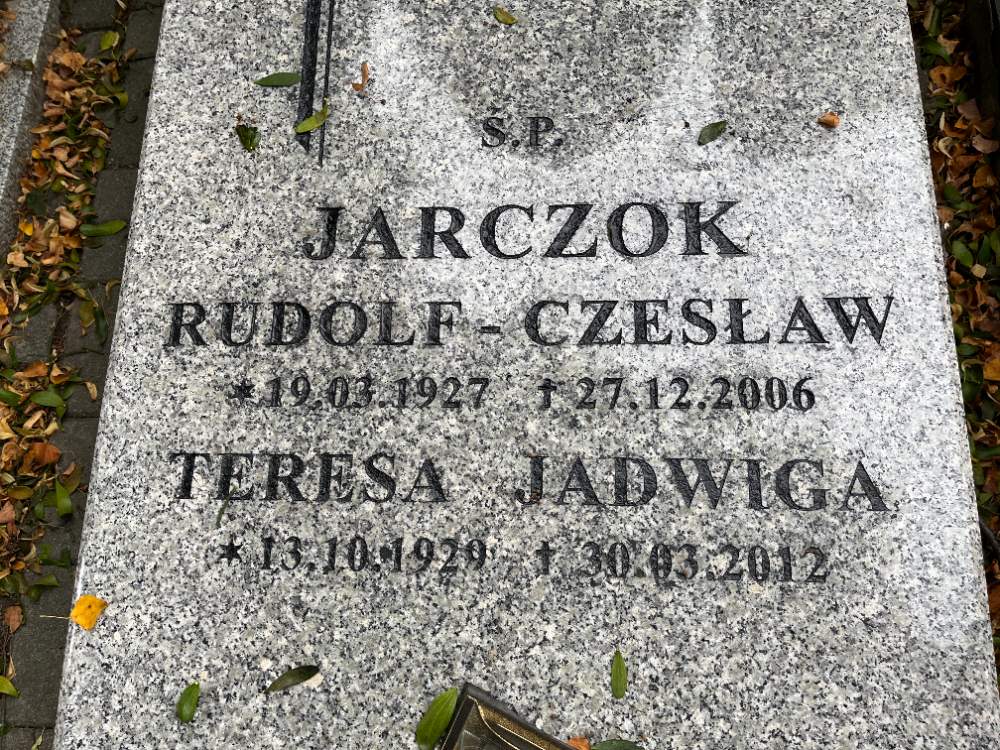 Ś.P.
JARCZOK
RUDOLF - CZESŁAW
* 19.03.1927 † 27.12.2006
TERESA JADWIGA
* 13.10.1929 † 30.03.2012